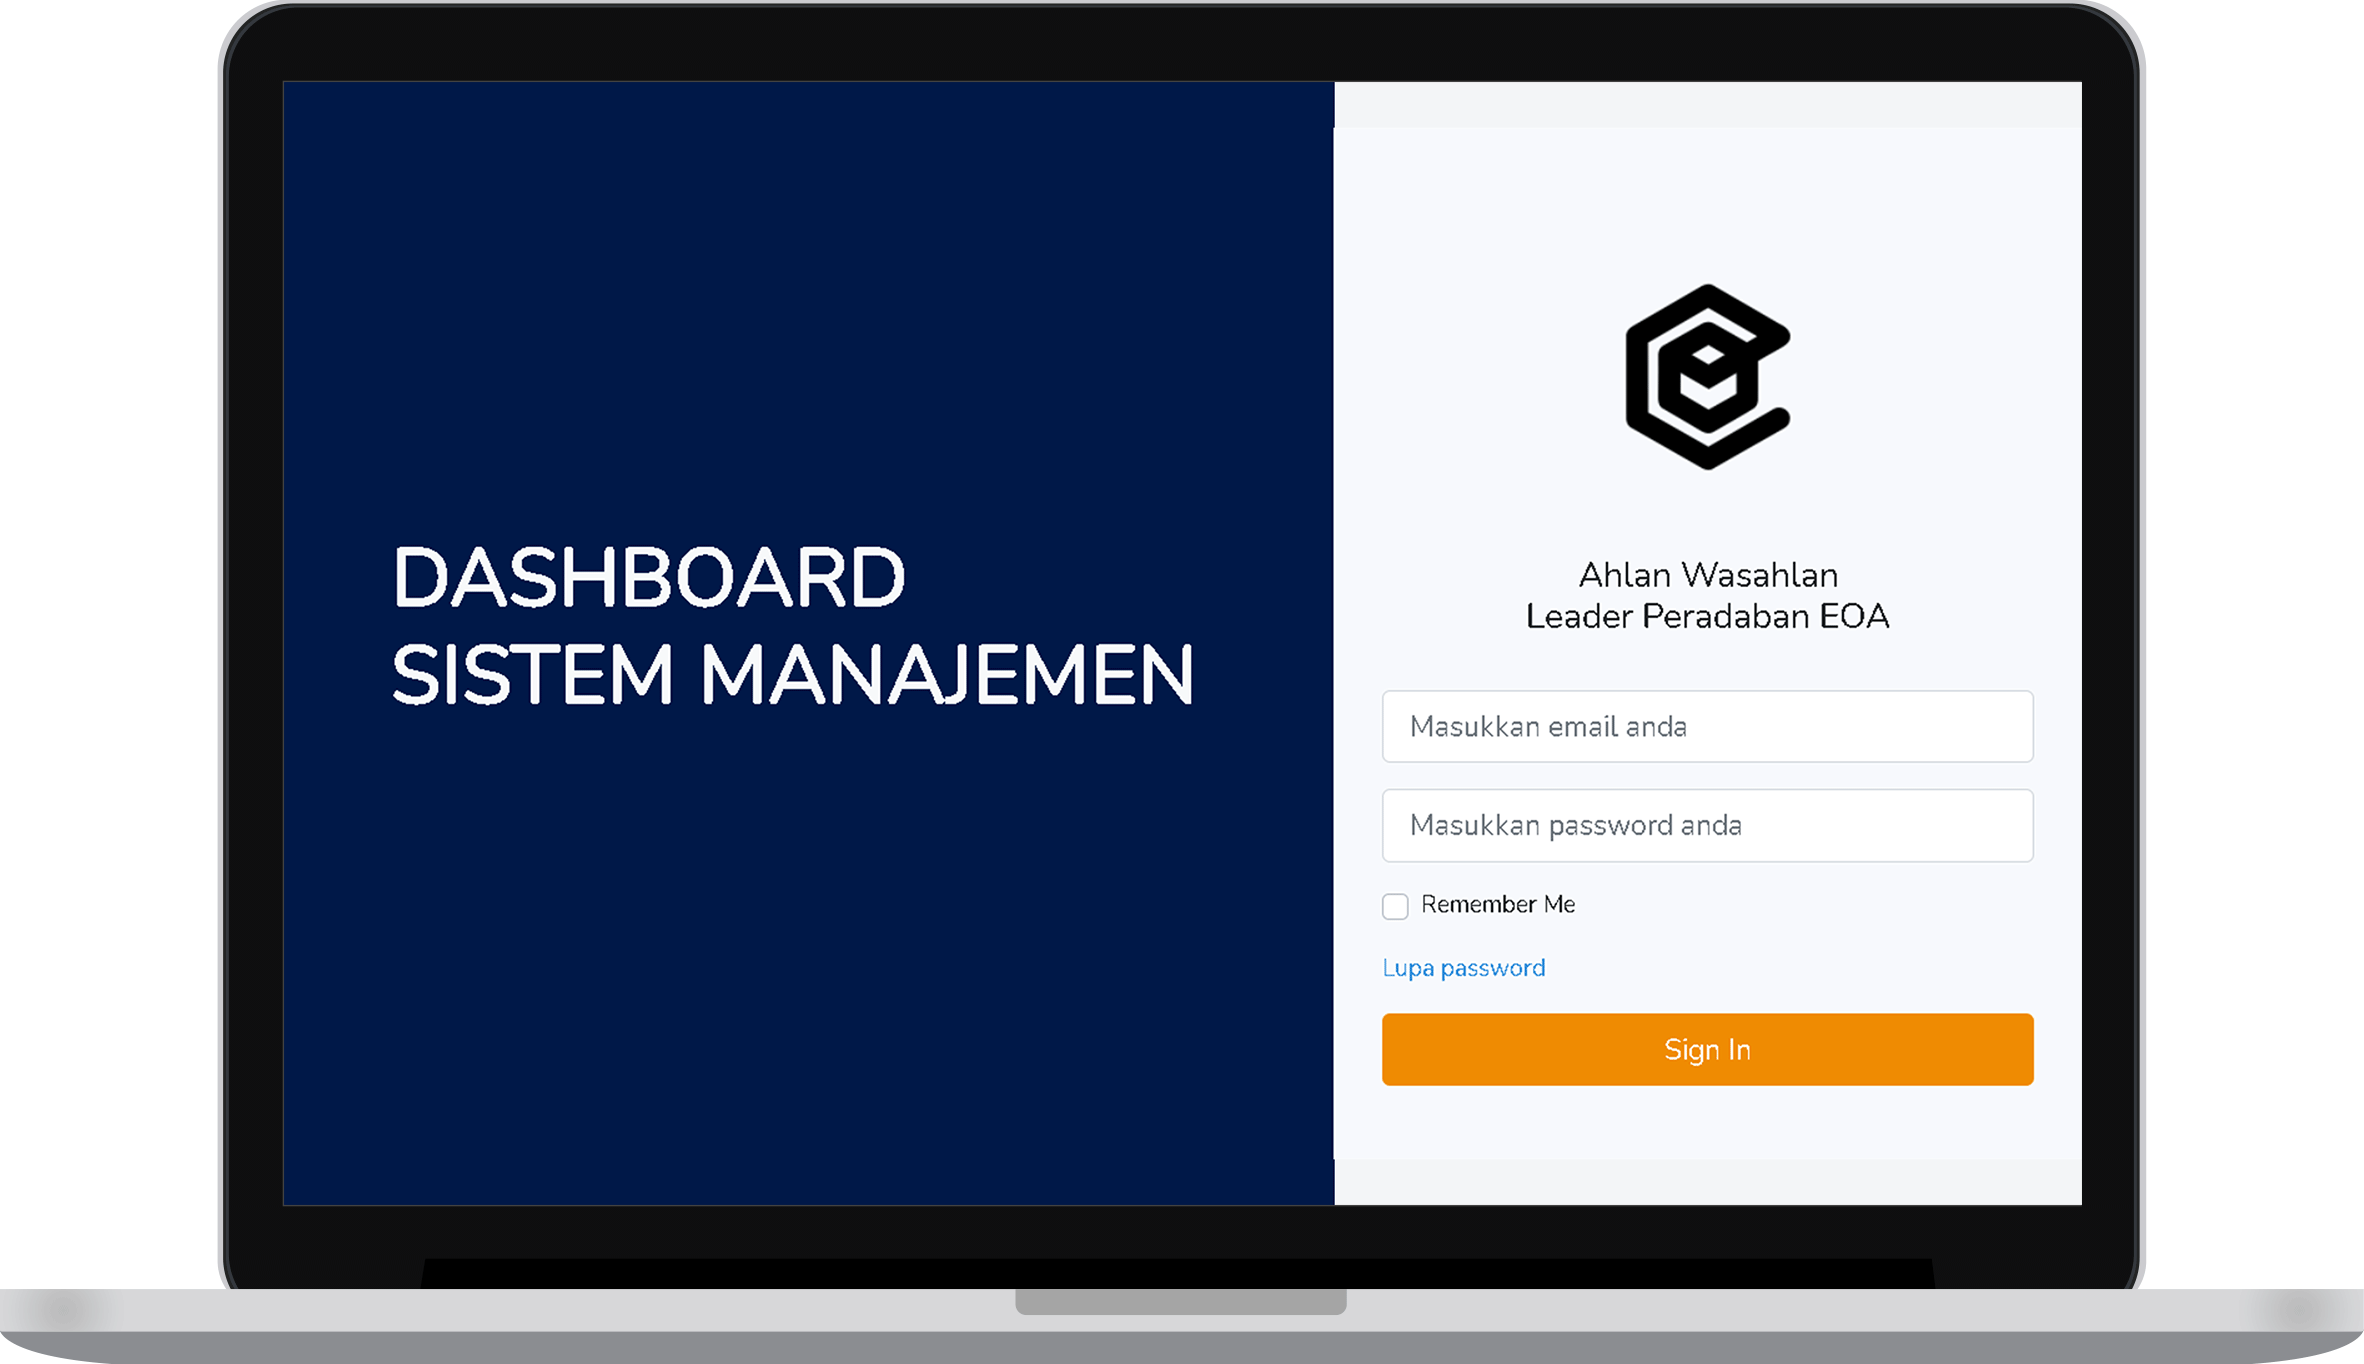 DASHBOARD
SISTEM MANAJEMEN
Ahlan Wasahlan
Leader Peradaban EOA
Masukkan email anda
Masukkan password anda
Remember Me
Lupa password
Sign In